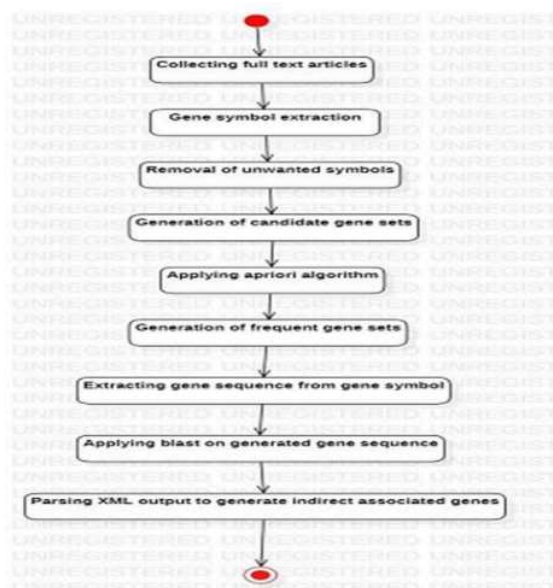 Collecting full text articles
Gene symbol extraction
Removal of unwanted symbols
Generation of candidate gene sets
Applying apriori algorithm
Generation of frequent gene sets
Extracting gene sequence from gene symbol
Applying blast on generated gene sequence
Parsing XML output to generate indirect associated genes